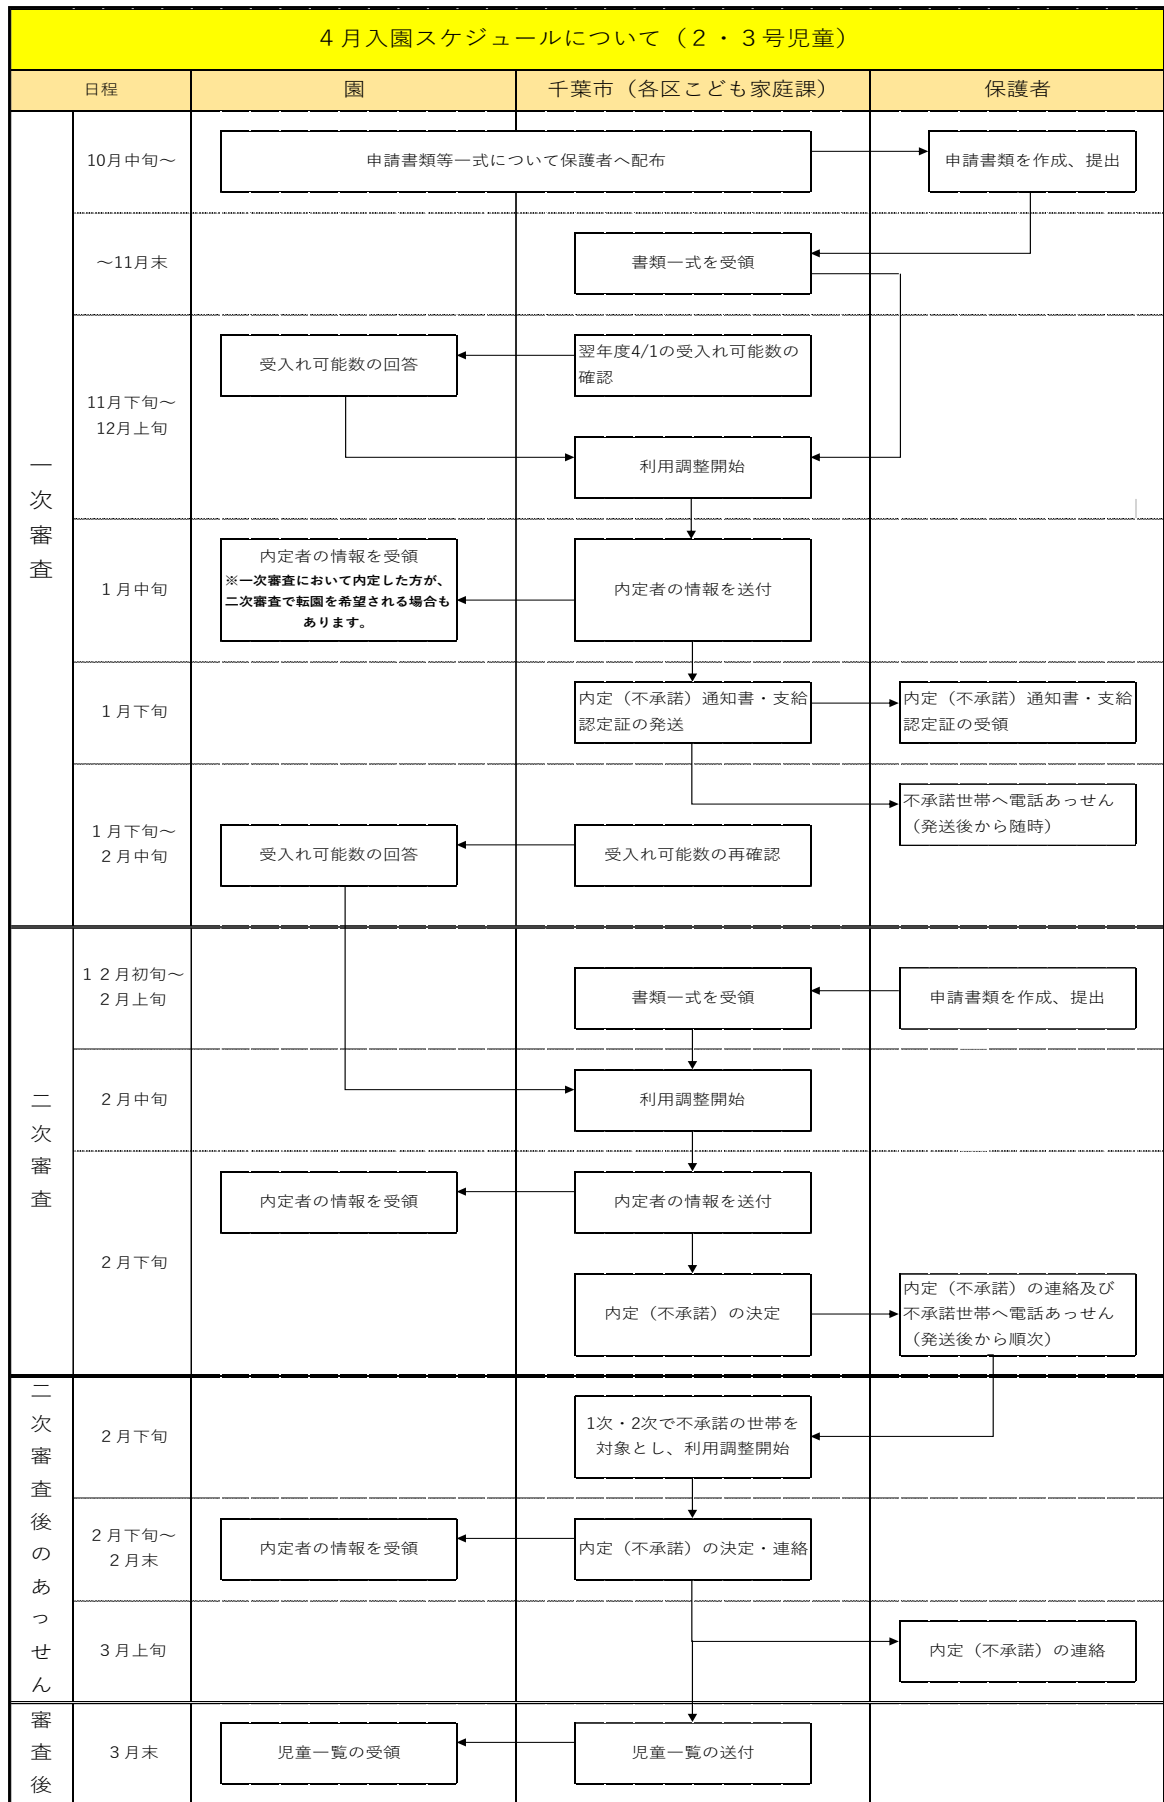 ４月入園スケジュールについて（２・３号児童）
日程
園
千葉市（各区こども家庭課）
保護者
一次審査
10月中旬～
申請書類等一式について保護者へ配布
申請書類を作成、提出
～11月末
書類一式を受領
11月下旬～
12月上旬
受入れ可能数の回答
翌年度4/1の受入れ可能数の
確認
利用調整開始
１月中旬
内定者の情報を受領
※一次審査において内定した方が、
二次審査で転園を希望される場合も
あります。
内定者の情報を送付
１月下旬
内定（不承諾）通知書・支給
認定証の発送
内定（不承諾）通知書・支給
認定証の受領
１月下旬～
２月中旬
不承諾世帯へ電話あっせん
（発送後から随時）
受入れ可能数の回答
受入れ可能数の再確認
二次審査
１２月初旬～
２月上旬
書類一式を受領
申請書類を作成、提出
２月中旬
利用調整開始
２月下旬
内定者の情報を受領
内定者の情報を送付
内定（不承諾）の決定
内定（不承諾）の連絡及び
不承諾世帯へ電話あっせん
（発送後から順次）
二次審査後のあっせん
２月下旬
1次・2次で不承諾の世帯を
対象とし、利用調整開始
２月下旬～
２月末
内定者の情報を受領
内定（不承諾）の決定・連絡
３月上旬
内定（不承諾）の連絡
審査後
３月末
児童一覧の受領
児童一覧の送付